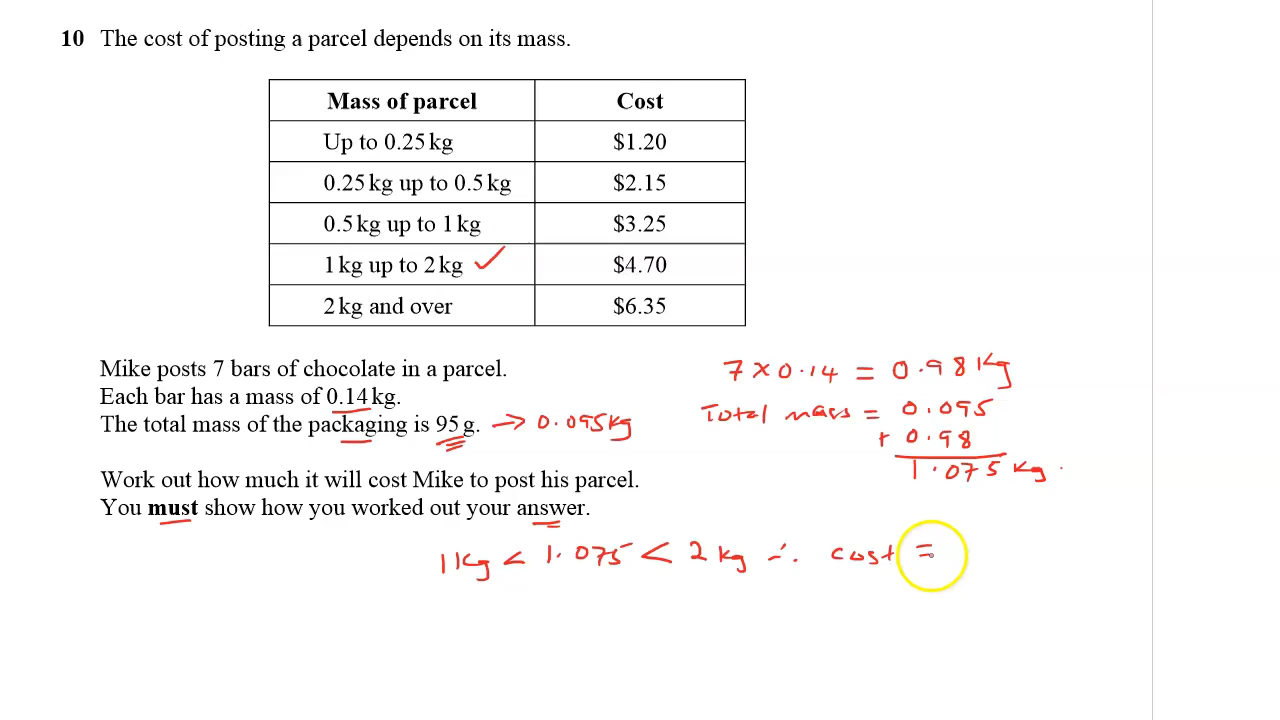 10 The cost of posting a parcel depends on its mass.
Mass of parcel Cost
Up to 0.25 kg $1.20
0.25 kg up to 0.5 kg $2.15
0.5 kg up to 1 kg $3.25
1 kg up to 2 kg ✓ $4.70
2 kg and over $6.35
Mike posts 7 bars of chocolate in a parcel.
Each bar has a mass of 0.14 kg.
The total mass of the packaging is 95 g. → 0.095kg
7 × 0.14 = 0.98 Kg
Total mass = 0.095
+ 0.98
1.075 kg.
Work out how much it will cost Mike to post his parcel.
You must show how you worked out your answer.
1Kg < 1.075 < 2 kg ∴ cost =